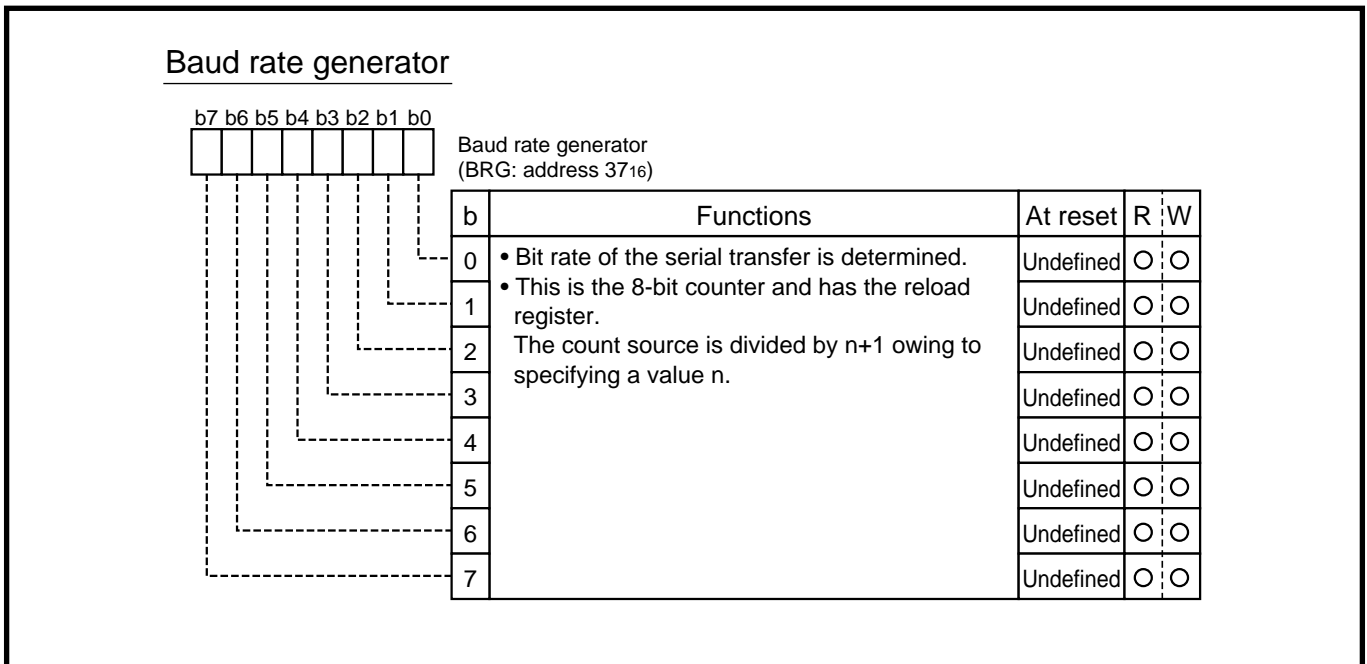 Baud rate generator
b7 b6 b5 b4 b3 b2 b1 b0
Baud rate generator
(BRG: address 3716)
b Functions At reset R W
0 • Bit rate of the serial transfer is determined. Undefined ○ ○
• This is the 8-bit counter and has the reload
1 register. Undefined ○ ○
2 The count source is divided by n+1 owing to Undefined ○ ○
specifying a value n.
3 Undefined ○ ○
4 Undefined ○ ○
5 Undefined ○ ○
6 Undefined ○ ○
7 Undefined ○ ○